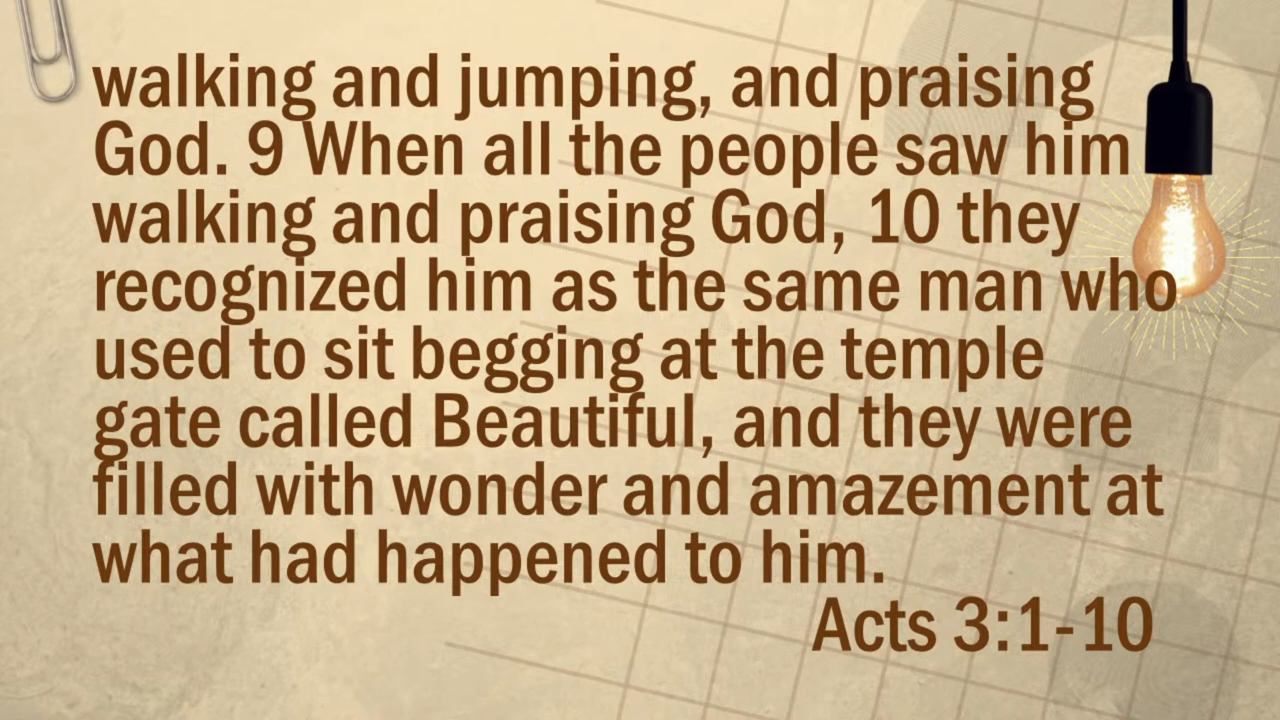 walking and jumping, and praising
God. 9 When all the people saw him
walking and praising God, 10 they
recognized him as the same man who
used to sit begging at the temple
gate called Beautiful, and they were
filled with wonder and amazement at
what had happened to him.
Acts 3:1-10